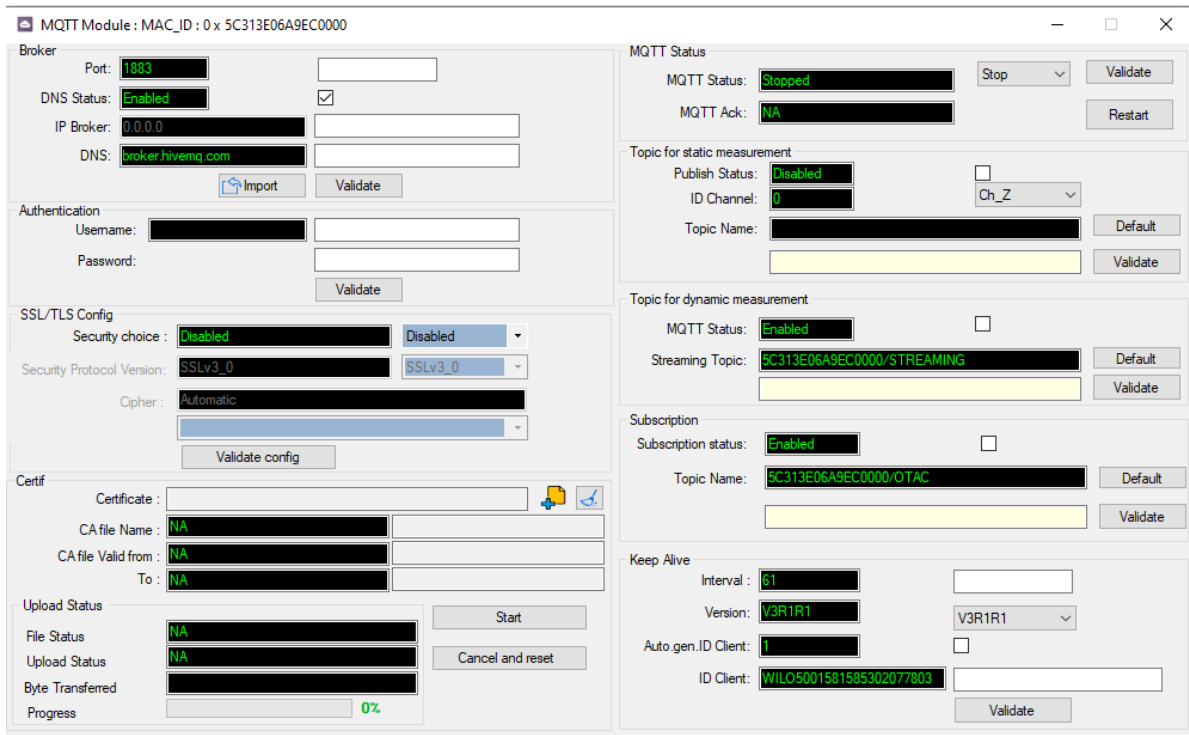 MQTT Module : MAC_ID : 0 x 5C313E06A9EC0000
Broker
Port: 1883
DNS Status: Enabled
IP Broker: 0.0.0.0
DNS: broker.hivemq.com
Import Validate
Authentication
Username:
Password:
Validate
SSL/TLS Config
Security choice : Disabled Disabled
Security Protocol Version: SSLv3_0 SSLv3_0
Cipher : Automatic
Validate config
Certif
Certificate :
CA file Name : NA
CA file Valid from : NA
To : NA
Upload Status
File Status NA
Upload Status NA
Byte Transferred
Progress 0%
Start
Cancel and reset
MQTT Status
MQTT Status: Stopped Stop Validate
MQTT Ack: NA Restart
Topic for static measurement
Publish Status: Disabled
ID Channel: 0 Ch_Z
Topic Name: Default
Validate
Topic for dynamic measurement
MQTT Status: Enabled
Streaming Topic: 5C313E06A9EC0000/STREAMING Default
Validate
Subscription
Subscription status: Enabled
Topic Name: 5C313E06A9EC0000/OTAC Default
Validate
Keep Alive
Interval : 61
Version: V3R1R1 V3R1R1
Auto.gen.ID Client: 1
ID Client: WILO5001581585302077803
Validate